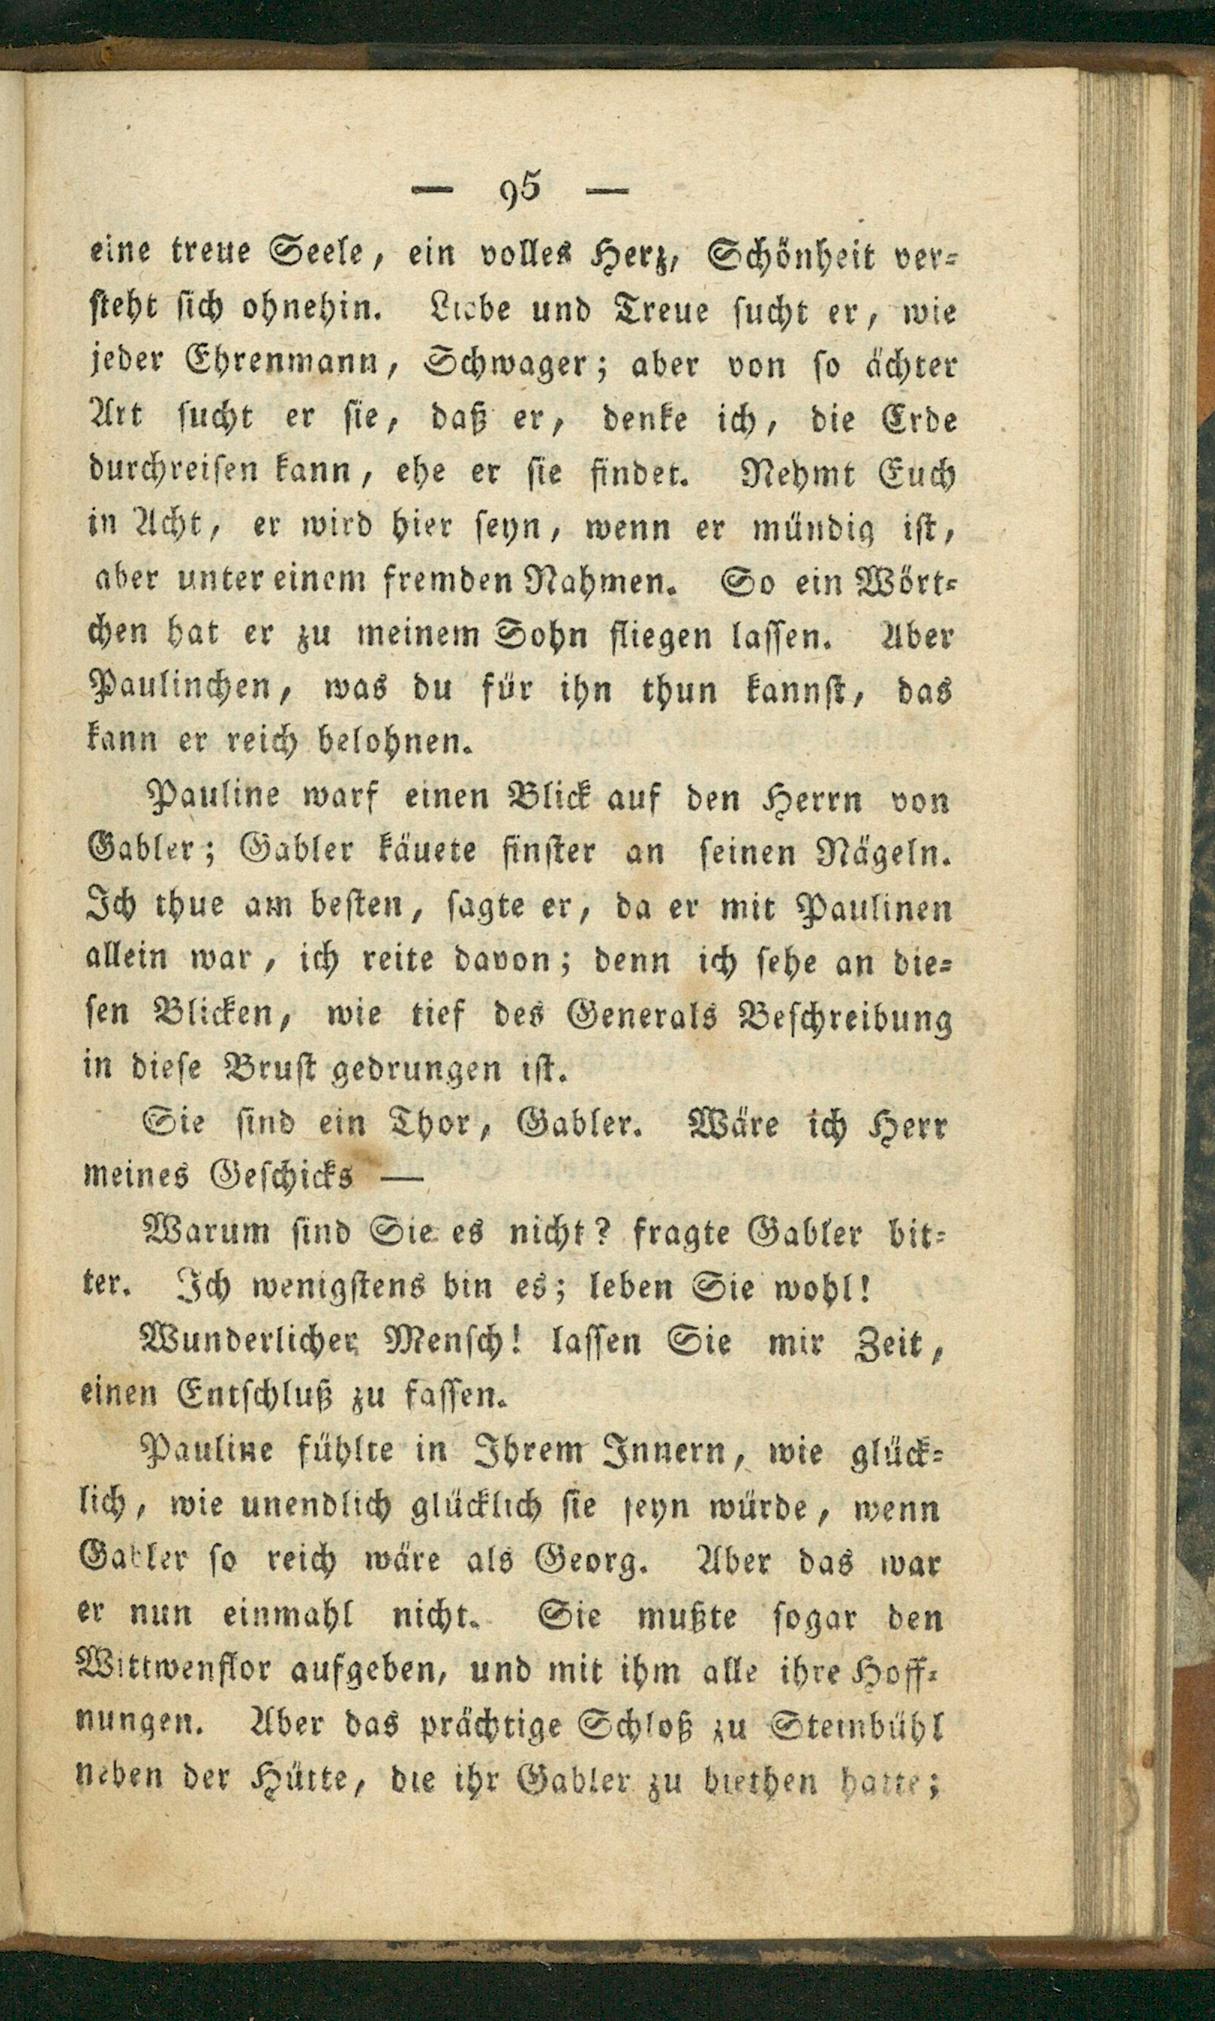 — 95 —
eine treue Seele, ein volles Herz, Schönheit ver-
steht sich ohnehin. Liebe und Treue sucht er, wie
jeder Ehrenmann, Schwager; aber von so ächter
Art sucht er sie, daß er, denke ich, die Erde
durchreisen kann, ehe er sie findet. Nehmt Euch
in Acht, er wird hier seyn, wenn er mündig ist,
aber unter einem fremden Nahmen. So ein Wört-
chen hat er zu meinem Sohn fliegen lassen. Aber
Paulinchen, was du für ihn thun kannst, das
kann er reich belohnen.
Pauline warf einen Blick auf den Herrn von
Gabler; Gabler käuete finster an seinen Nägeln.
Ich thue am besten, sagte er, da er mit Paulinen
allein war, ich reite davon; denn ich sehe an die-
sen Blicken, wie tief des Generals Beschreibung
in diese Brust gedrungen ist.
Sie sind ein Thor, Gabler. Wäre ich Herr
meines Geschicks —
Warum sind Sie es nicht? fragte Gabler bit-
ter. Ich wenigstens bin es; leben Sie wohl!
Wunderlicher Mensch! lassen Sie mir Zeit,
einen Entschluß zu fassen.
Pauline fühlte in Ihrem Innern, wie glück-
lich, wie unendlich glücklich sie seyn würde, wenn
Gabler so reich wäre als Georg. Aber das war
er nun einmahl nicht. Sie mußte sogar den
Wittwenflor aufgeben, und mit ihm alle ihre Hoff-
nungen. Aber das prächtige Schloß zu Steinbühl
neben der Hütte, die ihr Gabler zu biethen hatte;